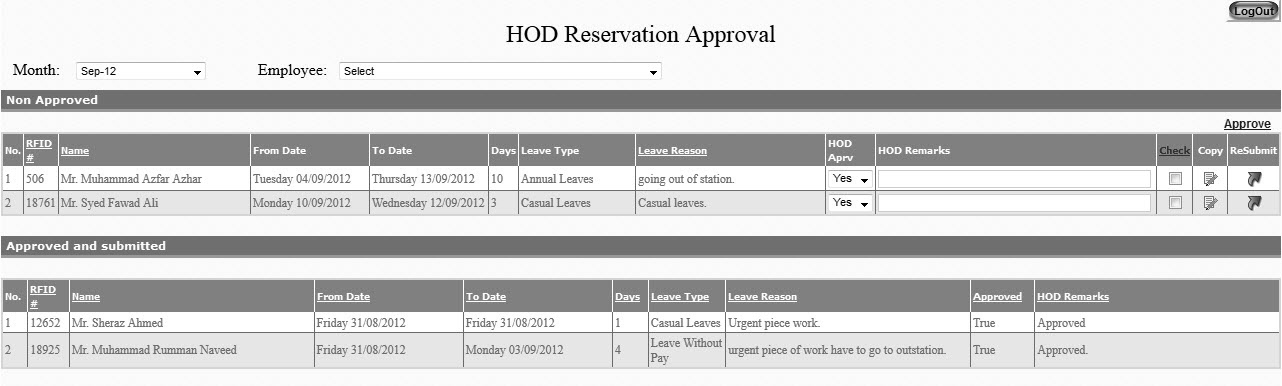 LogOut
HOD Reservation Approval
Month: Sep-12 Employee: Select
Non Approved
Approve
No. RFID # Name From Date To Date Days Leave Type Leave Reason HOD Aprv HOD Remarks Check Copy ReSubmit
1 506 Mr. Muhammad Azfar Azhar Tuesday 04/09/2012 Thursday 13/09/2012 10 Annual Leaves going out of station. Yes
2 18761 Mr. Syed Fawad Ali Monday 10/09/2012 Wednesday 12/09/2012 3 Casual Leaves Casual leaves. Yes
Approved and submitted
No. RFID # Name From Date To Date Days Leave Type Leave Reason Approved HOD Remarks
1 12652 Mr. Sheraz Ahmed Friday 31/08/2012 Friday 31/08/2012 1 Casual Leaves Urgent piece work. True Approved
2 18925 Mr. Muhammad Rumman Naveed Friday 31/08/2012 Monday 03/09/2012 4 Leave Without Pay urgent piece of work have to go to outstation. True Approved.